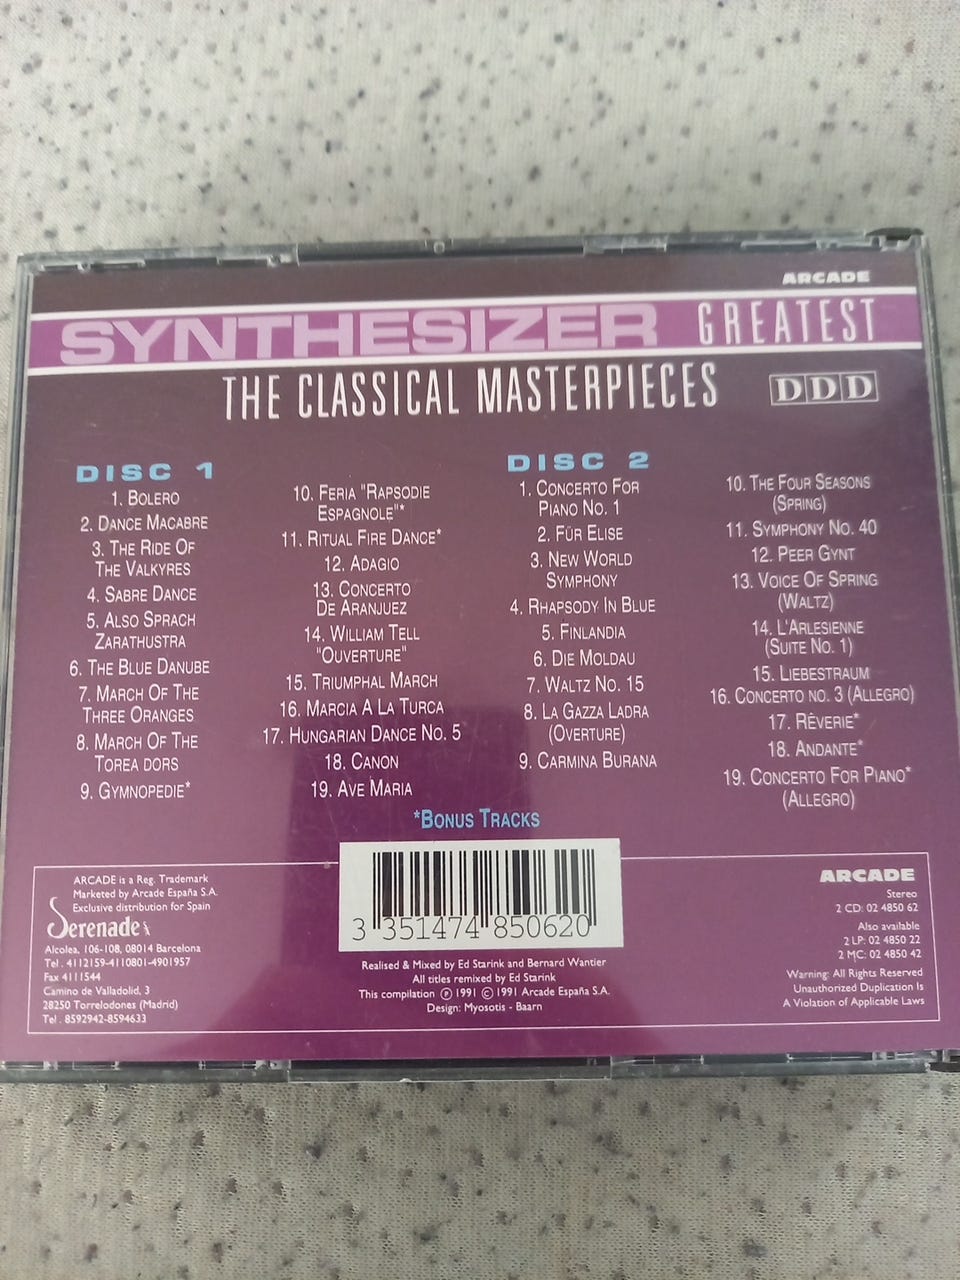 ARCADE
SYNTHESIZER GREATEST
THE CLASSICAL MASTERPIECES
DDD
DISC 1
1. BOLERO
2. DANCE MACABRE
3. THE RIDE OF
THE VALKYRES
4. SABRE DANCE
5. ALSO SPRACH
ZARATHUSTRA
6. THE BLUE DANUBE
7. MARCH OF THE
THREE ORANGES
8. MARCH OF THE
TOREA DORS
9. GYMNOPEDIE*
10. FERIA "RAPSODIE
ESPAGNOLE"*
11. RITUAL FIRE DANCE*
12. ADAGIO
13. CONCERTO
DE ARANJUEZ
14. WILLIAM TELL
"OUVERTURE"
15. TRIUMPHAL MARCH
16. MARCIA A LA TURCA
17. HUNGARIAN DANCE NO. 5
18. CANON
19. AVE MARIA
DISC 2
1. CONCERTO FOR
PIANO NO. 1
2. FÜR ELISE
3. NEW WORLD
SYMPHONY
4. RHAPSODY IN BLUE
5. FINLANDIA
6. DIE MOLDAU
7. WALTZ NO. 15
8. LA GAZZA LADRA
(OVERTURE)
9. CARMINA BURANA
10. THE FOUR SEASONS
(SPRING)
11. SYMPHONY NO. 40
12. PEER GYNT
13. VOICE OF SPRING
(WALTZ)
14. L'ARLESIENNE
(SUITE NO. 1)
15. LIEBESTRAUM
16. CONCERTO NO. 3 (ALLEGRO)
17. RÊVERIE*
18. ANDANTE*
19. CONCERTO FOR PIANO*
(ALLEGRO)
*BONUS TRACKS
ARCADE is a Reg. Trademark
Marketed by Arcade España S.A.
Exclusive distribution for Spain
Serenade
Alcolea, 106-108, 08014 Barcelona
Tel. 4112159-4110801-4901957
Fax 4111544
Camino de Valladolid, 3
28250 Torrelodones (Madrid)
Tel. 8592942-8594633
3 351474 850620
Realised & Mixed by Ed Starink and Bernard Wantier
All titles remixed by Ed Starink
This compilation ℗ 1991 © 1991 Arcade España S.A.
Design: Myosotis - Baarn
ARCADE
Stereo
2 CD: 02 4850 62
Also available
2 LP: 02 4850 22
2 MC: 02 4850 42
Warning: All Rights Reserved
Unauthorized Duplication Is
A Violation of Applicable Laws